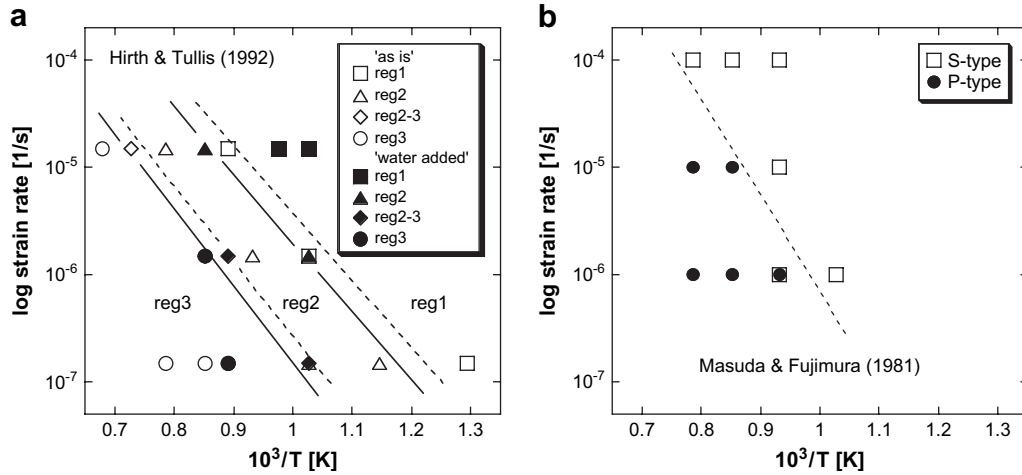 a
Hirth & Tullis (1992)
'as is'
reg1
reg2
reg2-3
reg3
'water added'
reg1
reg2
reg2-3
reg3
reg3
reg2
reg1
log strain rate [1/s]
10⁻⁴
10⁻⁵
10⁻⁶
10⁻⁷
0.7 0.8 0.9 1 1.1 1.2 1.3
10³/T [K]
b
S-type
P-type
Masuda & Fujimura (1981)
log strain rate [1/s]
10⁻⁴
10⁻⁵
10⁻⁶
10⁻⁷
0.7 0.8 0.9 1 1.1 1.2 1.3
10³/T [K]